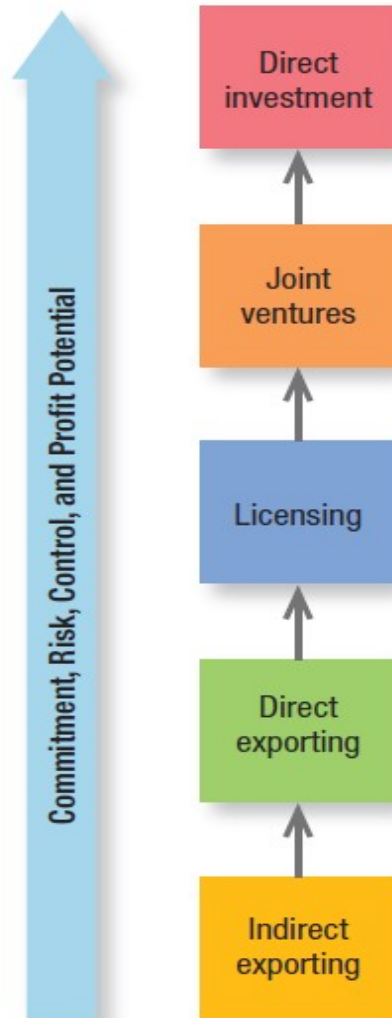 Direct
investment
Joint
ventures
Licensing
Direct
exporting
Indirect
exporting
Commitment, Risk, Control, and Profit Potential